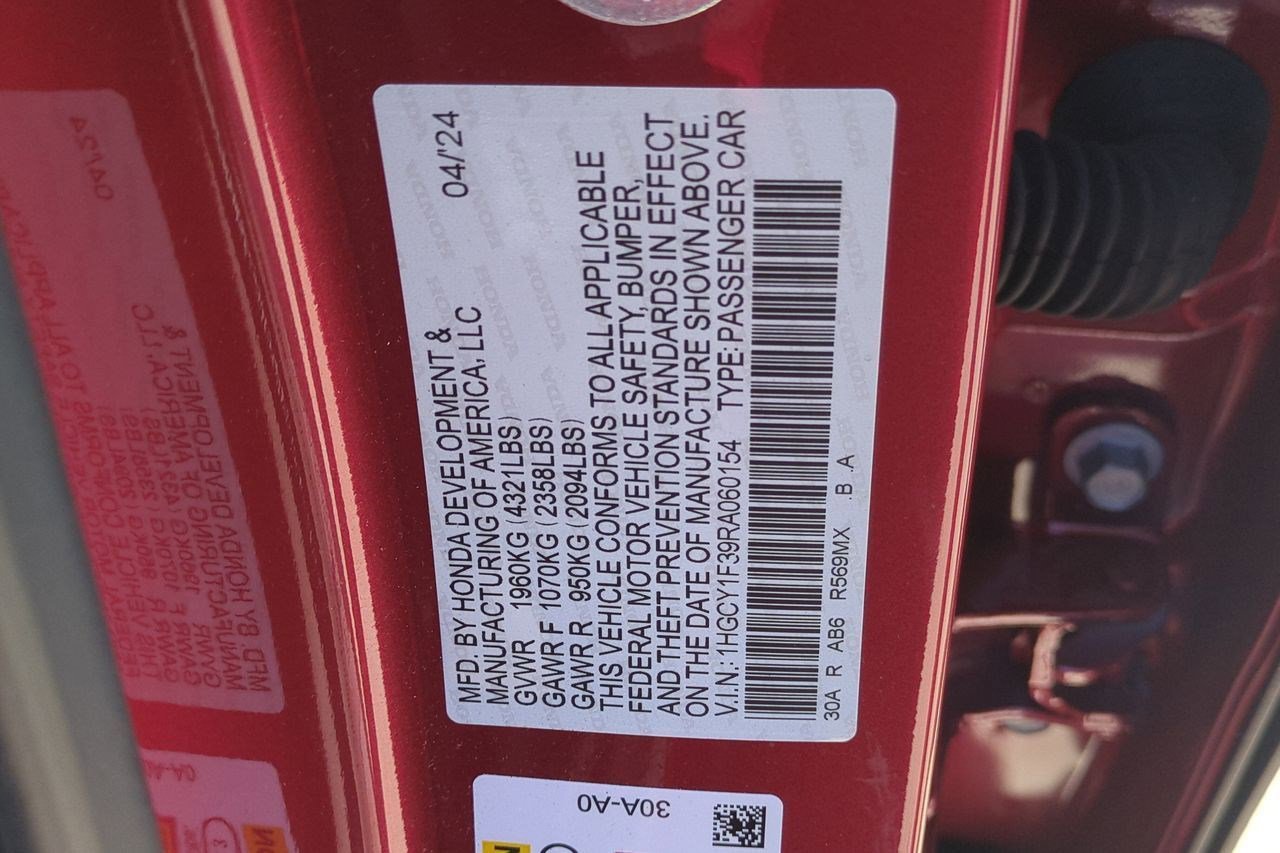 MFD. BY HONDA DEVELOPMENT & 04/'24
MANUFACTURING OF AMERICA, LLC
GVWR 1960KG (4321LBS)
GAWR F 1070KG (2358LBS)
GAWR R 950KG (2094LBS)
THIS VEHICLE CONFORMS TO ALL APPLICABLE
FEDERAL MOTOR VEHICLE SAFETY, BUMPER,
AND THEFT PREVENTION STANDARDS IN EFFECT
ON THE DATE OF MANUFACTURE SHOWN ABOVE.
V.I.N.: 1HGCY1F39RA060154 TYPE: PASSENGER CAR
30A R AB6 R569MX .B .A
30A-A0